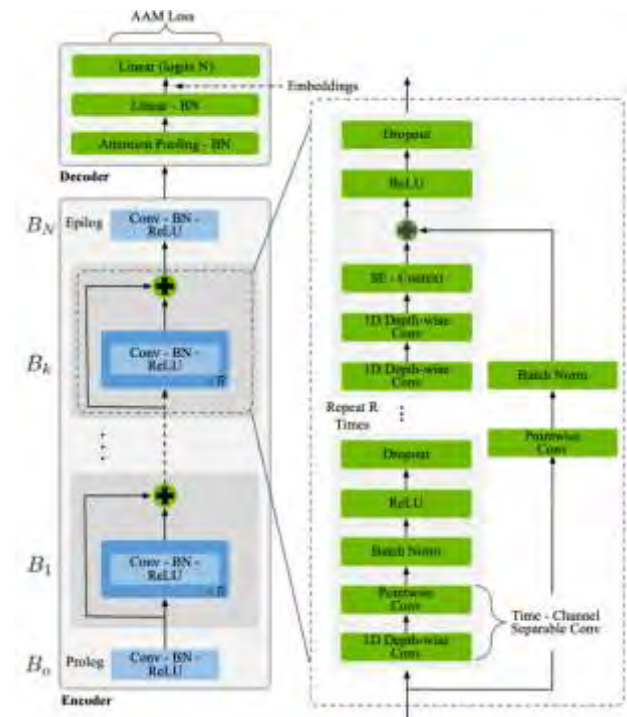 AAM Loss
Linear (logits N)
Embeddings
Linear - BN
Attention Pooling - BN
Decoder
B_N
Epilog
Conv - BN -
ReLU
B_k
Conv - BN -
ReLU
×R
B_1
Conv - BN -
ReLU
×R
B_o
Prolog
Conv - BN -
ReLU
Encoder
Dropout
ReLU
SE - Context
1D Depth-wise
Conv
1D Depth-wise
Conv
Repeat R
Times
Dropout
ReLU
Batch Norm
Pointwise
Conv
1D Depth-wise
Conv
Batch Norm
Pointwise
Conv
Time - Channel
Separable Conv